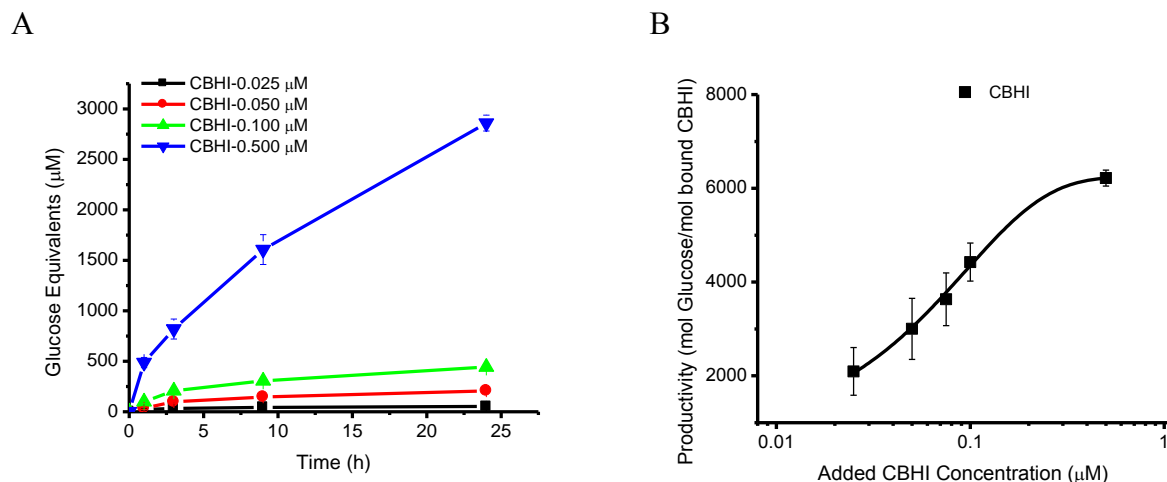 A
CBHI-0.025 μM
CBHI-0.050 μM
CBHI-0.100 μM
CBHI-0.500 μM
3000
2500
2000
1500
1000
500
0
0
5
10
15
20
25
Glucose Equivalents (μM)
Time (h)
B
CBHI
8000
6000
4000
2000
0.01
0.1
1
Productivity (mol Glucose/mol bound CBHI)
Added CBHI Concentration (μM)